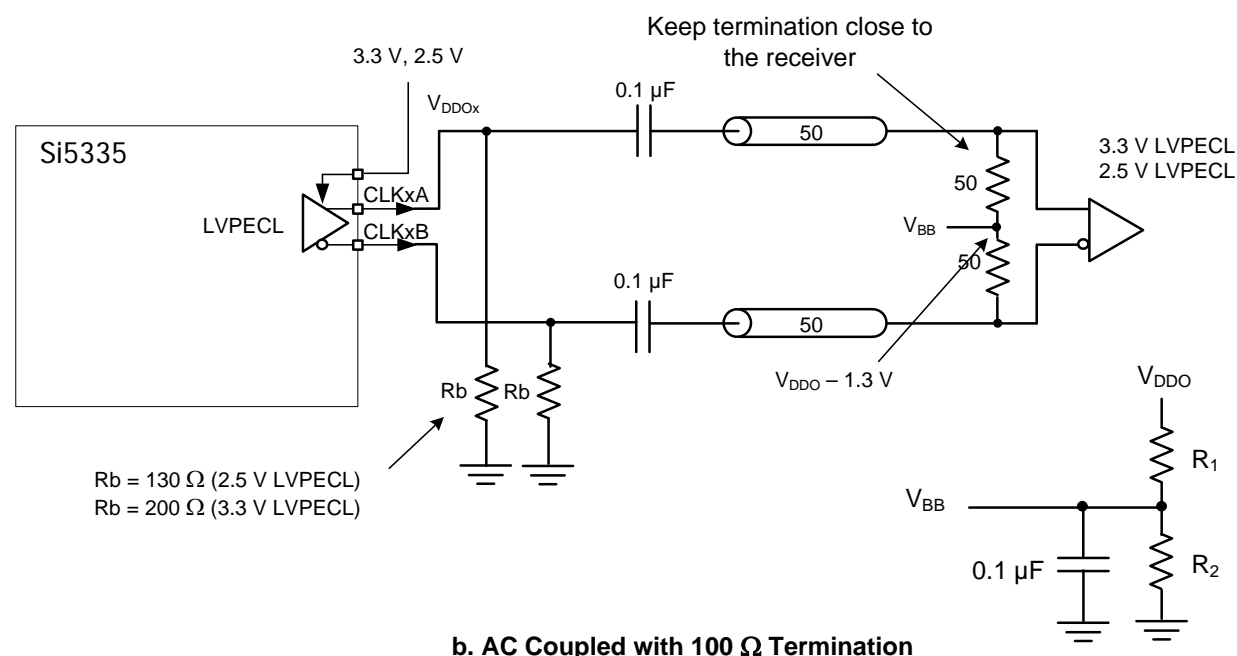 Keep termination close to
the receiver
3.3 V, 2.5 V
0.1 µF
VDDOx
50
Si5335
3.3 V LVPECL
2.5 V LVPECL
CLKxA
50
LVPECL
CLKxB
VBB
50
0.1 µF
50
VDDO – 1.3 V
VDDO
Rb
Rb
R1
Rb = 130 Ω (2.5 V LVPECL)
Rb = 200 Ω (3.3 V LVPECL)
VBB
0.1 µF
R2
b. AC Coupled with 100 Ω Termination